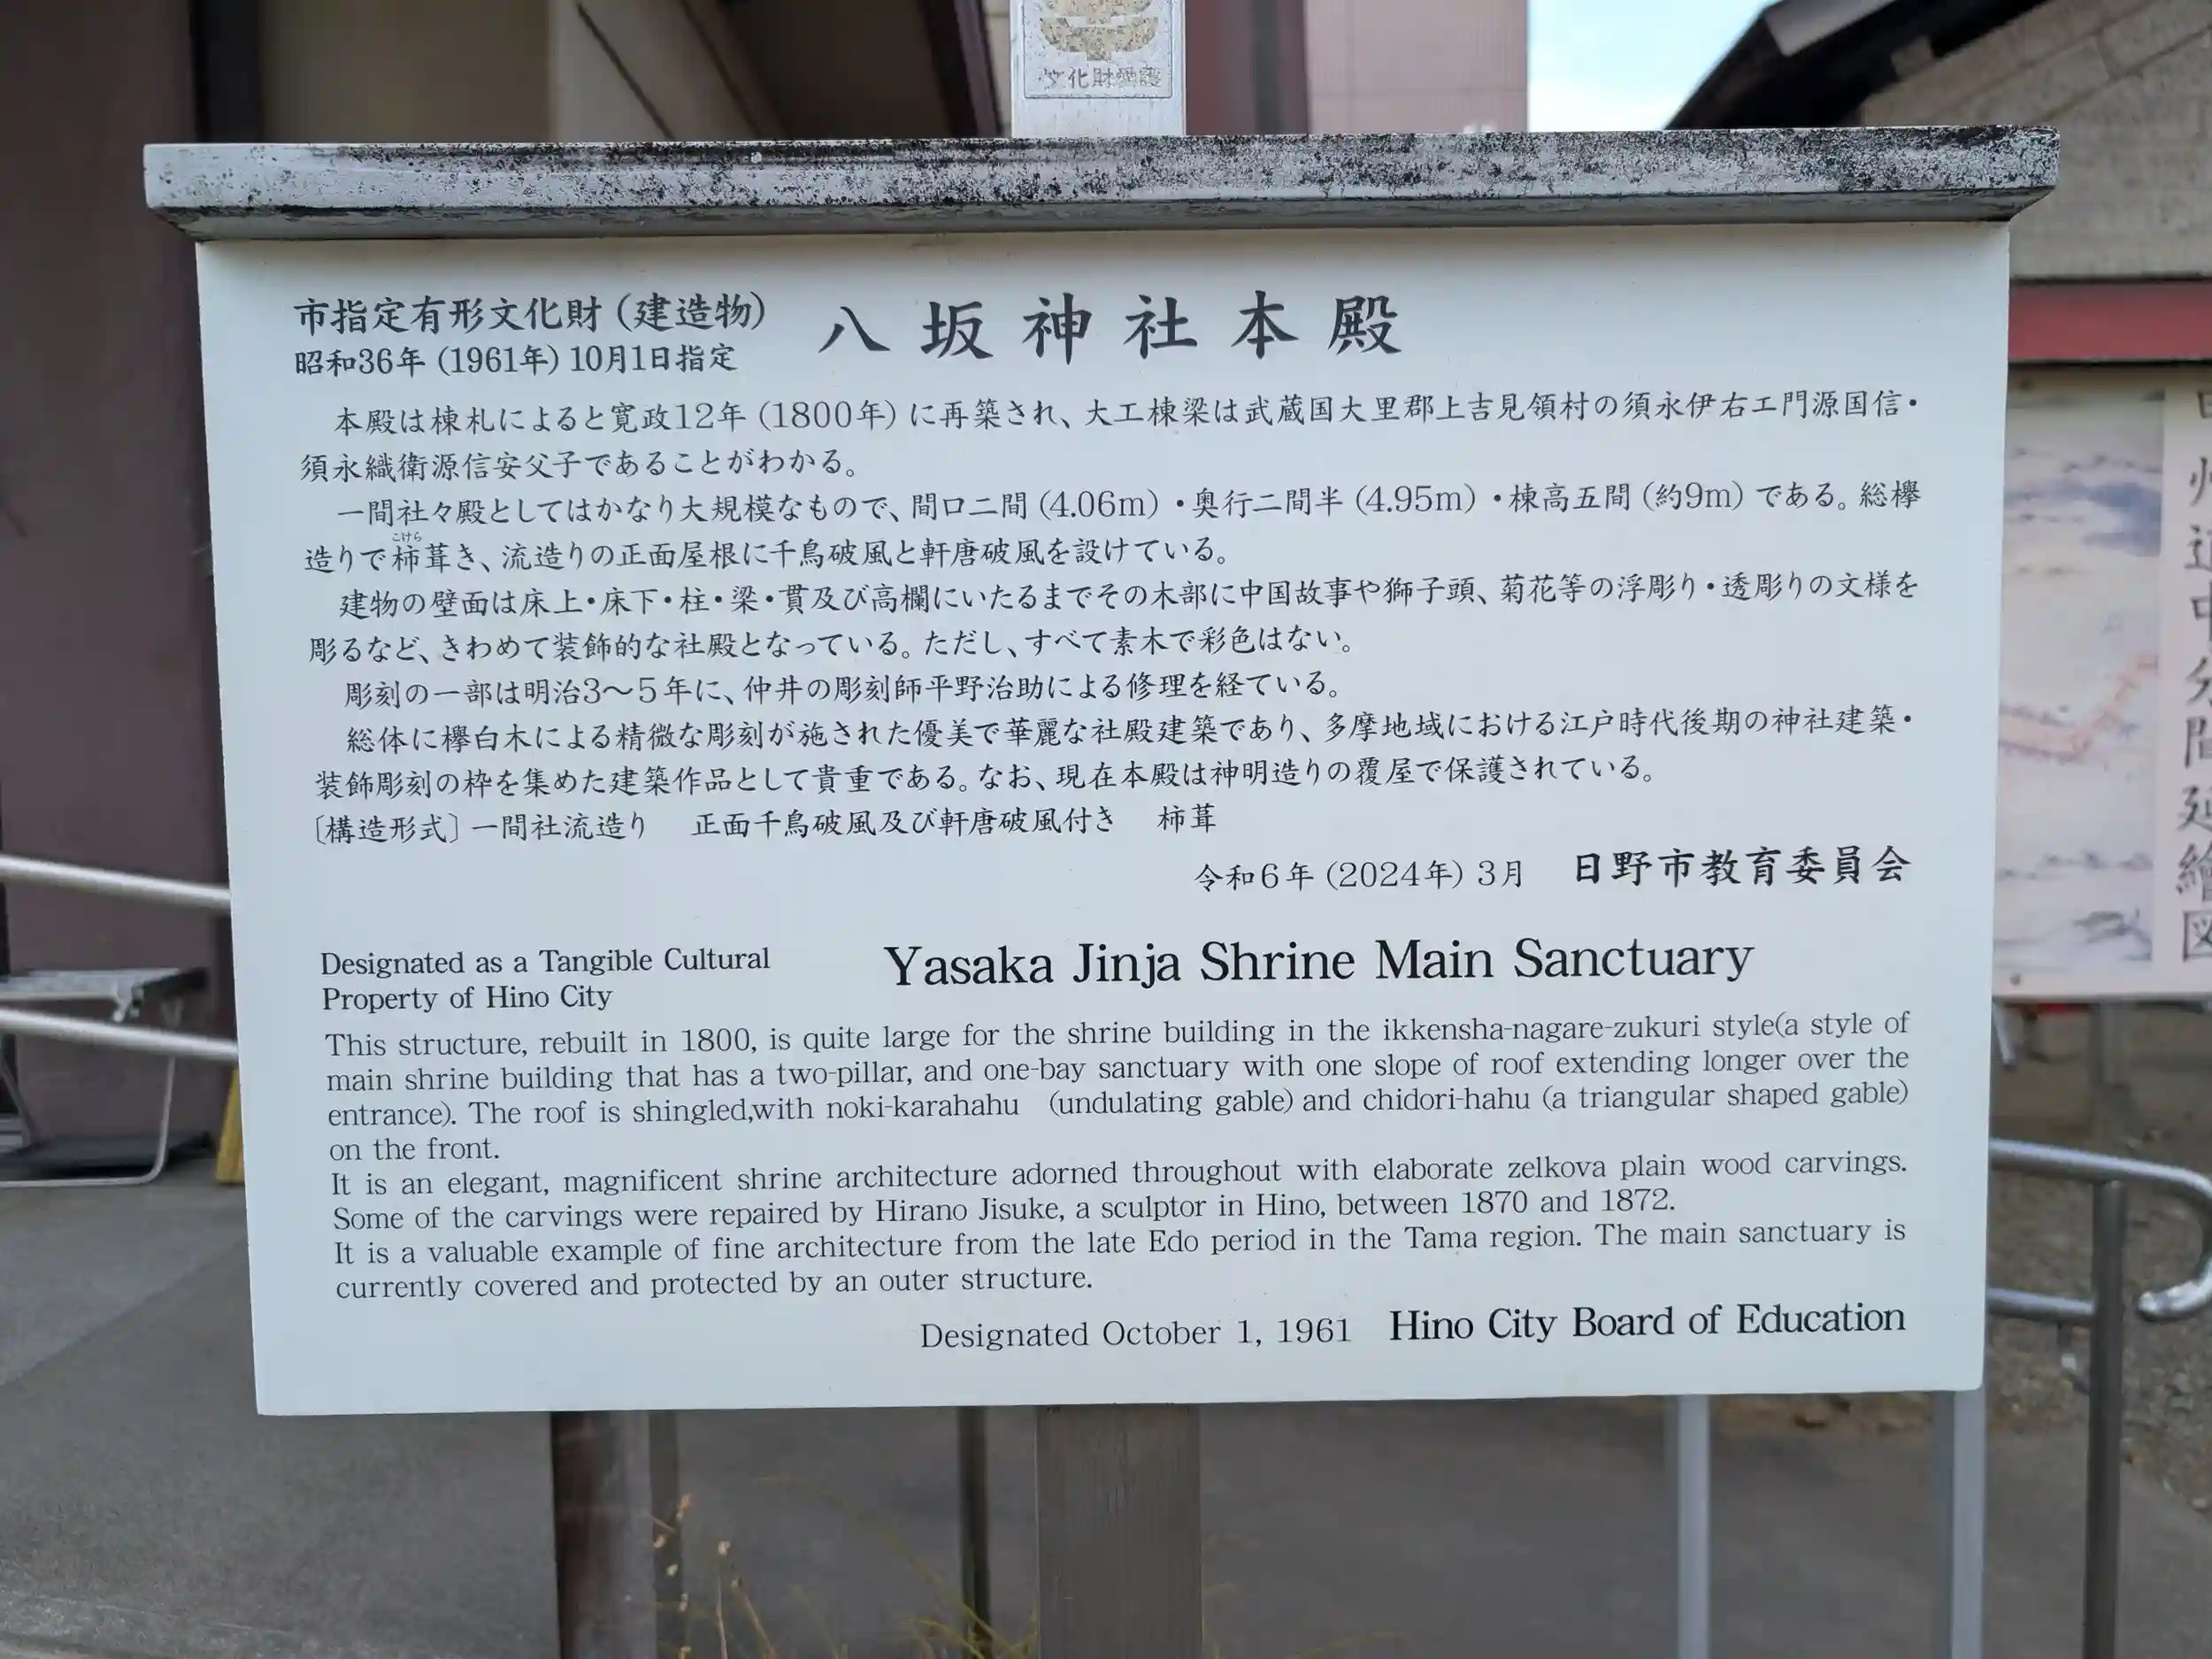 文化財愛護
市指定有形文化財(建造物)
昭和36年(1961年)10月1日指定
八坂神社本殿
本殿は棟札によると寛政12年(1800年)に再築され、大工棟梁は武蔵国大里郡上吉見領村の須永伊右エ門源国信・
須永織衛源信安父子であることがわかる。
一間社々殿としてはかなり大規模なもので、間口二間(4.06m)・奥行二間半(4.95m)・棟高五間(約9m)である。総欅
こけら
造りで杮葺き、流造りの正面屋根に千鳥破風と軒唐破風を設けている。
建物の壁面は床上・床下・柱・梁・貫及び高欄にいたるまでその木部に中国故事や獅子頭、菊花等の浮彫り・透彫りの文様を
彫るなど、きわめて装飾的な社殿となっている。ただし、すべて素木で彩色はない。
彫刻の一部は明治3〜5年に、仲井の彫刻師平野治助による修理を経ている。
総体に欅白木による精微な彫刻が施された優美で華麗な社殿建築であり、多摩地域における江戸時代後期の神社建築・
装飾彫刻の枠を集めた建築作品として貴重である。なお、現在本殿は神明造りの覆屋で保護されている。
〔構造形式〕一間社流造り 正面千鳥破風及び軒唐破風付き 杮葺
令和6年(2024年)3月 日野市教育委員会
Designated as a Tangible Cultural
Property of Hino City
Yasaka Jinja Shrine Main Sanctuary
This structure, rebuilt in 1800, is quite large for the shrine building in the ikkensha-nagare-zukuri style(a style of
main shrine building that has a two-pillar, and one-bay sanctuary with one slope of roof extending longer over the
entrance). The roof is shingled,with noki-karahahu (undulating gable) and chidori-hahu (a triangular shaped gable)
on the front.
It is an elegant, magnificent shrine architecture adorned throughout with elaborate zelkova plain wood carvings.
Some of the carvings were repaired by Hirano Jisuke, a sculptor in Hino, between 1870 and 1872.
It is a valuable example of fine architecture from the late Edo period in the Tama region. The main sanctuary is
currently covered and protected by an outer structure.
Designated October 1, 1961 Hino City Board of Education
州道中分間延繪図